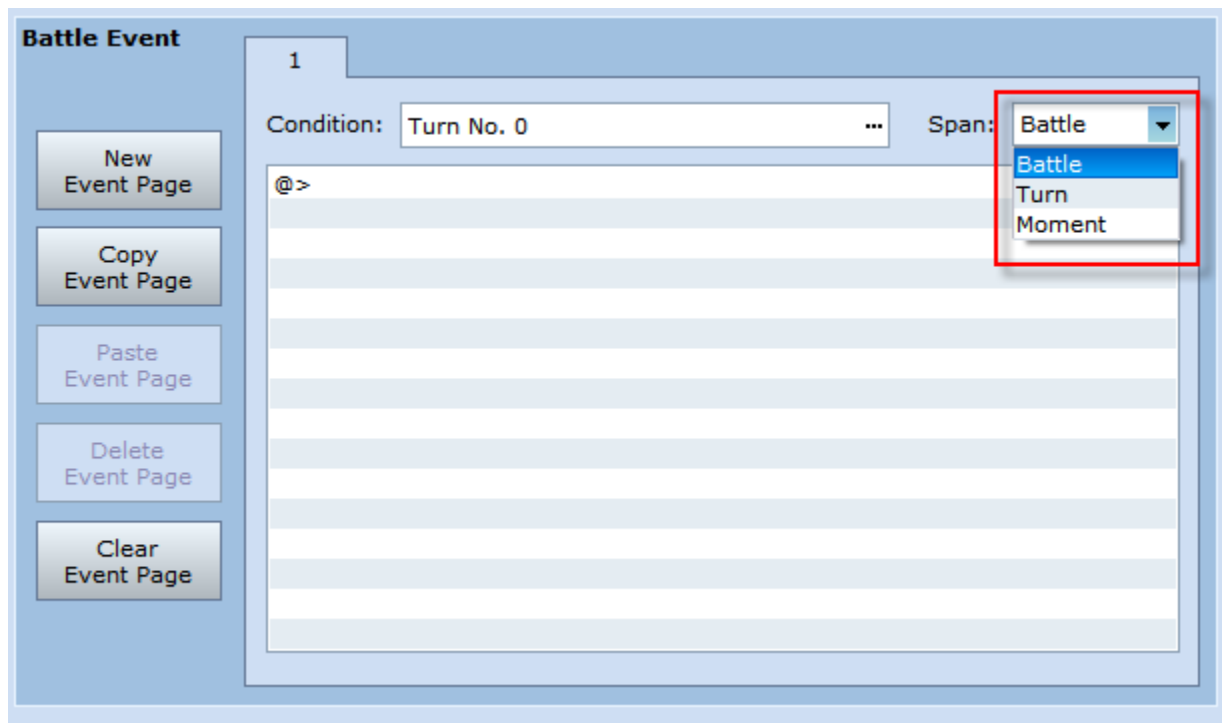 Battle Event
1
Condition: Turn No. 0 ... Span: Battle
Battle
Turn
Moment
@>
New
Event Page
Copy
Event Page
Paste
Event Page
Delete
Event Page
Clear
Event Page